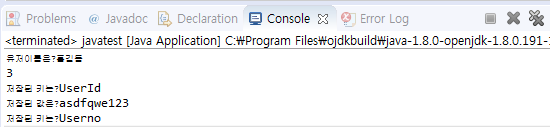 Problems @ Javadoc Declaration Console Error Log
<terminated> javatest [Java Application] C:₩Program Files₩ojdkbuild₩java-1.8.0-openjdk-1.8.0.191-1
유저이름은?홍길동
3
저장된 키는?UserId
저장된 값은?asdfqwe123
저장된 키는?Userno